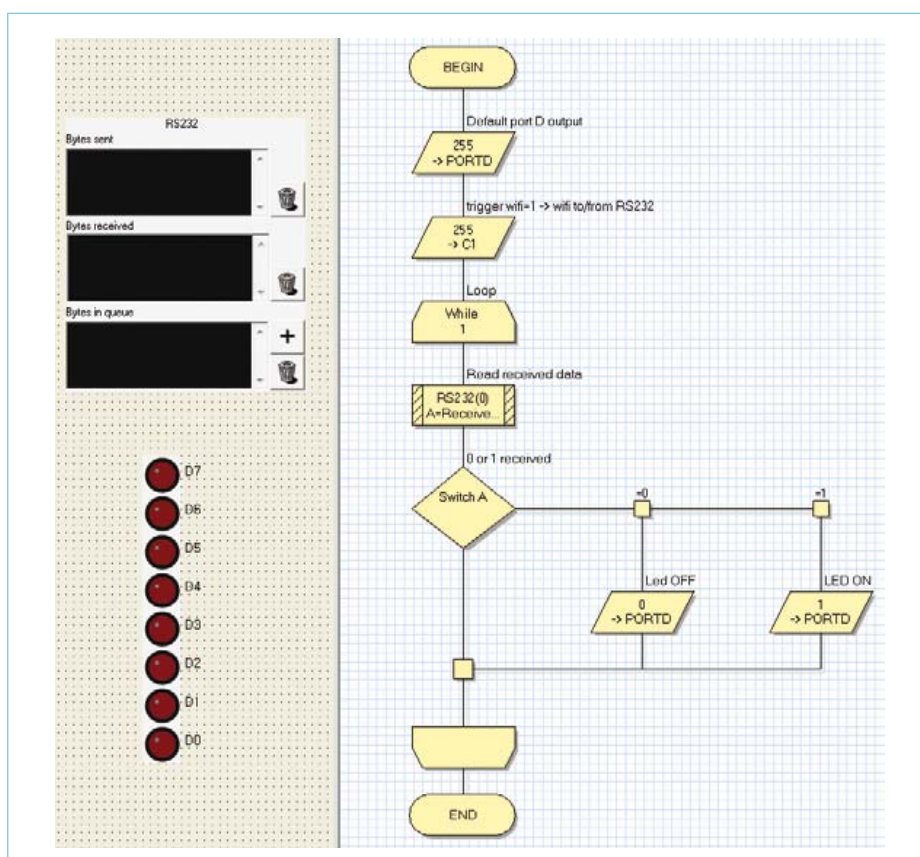 RS232
Bytes sent
Bytes received
Bytes in queue
+
D7
D6
D5
D4
D3
D2
D1
D0
BEGIN
Default port D output
255
-> PORTD
trigger wifi=1 -> wifi to/from RS232
255
-> C1
Loop
While
1
Read received data
RS232(0)
A=Receive...
0 or 1 received
Switch A
=0
=1
Led OFF
0
-> PORTD
LED ON
1
-> PORTD
END